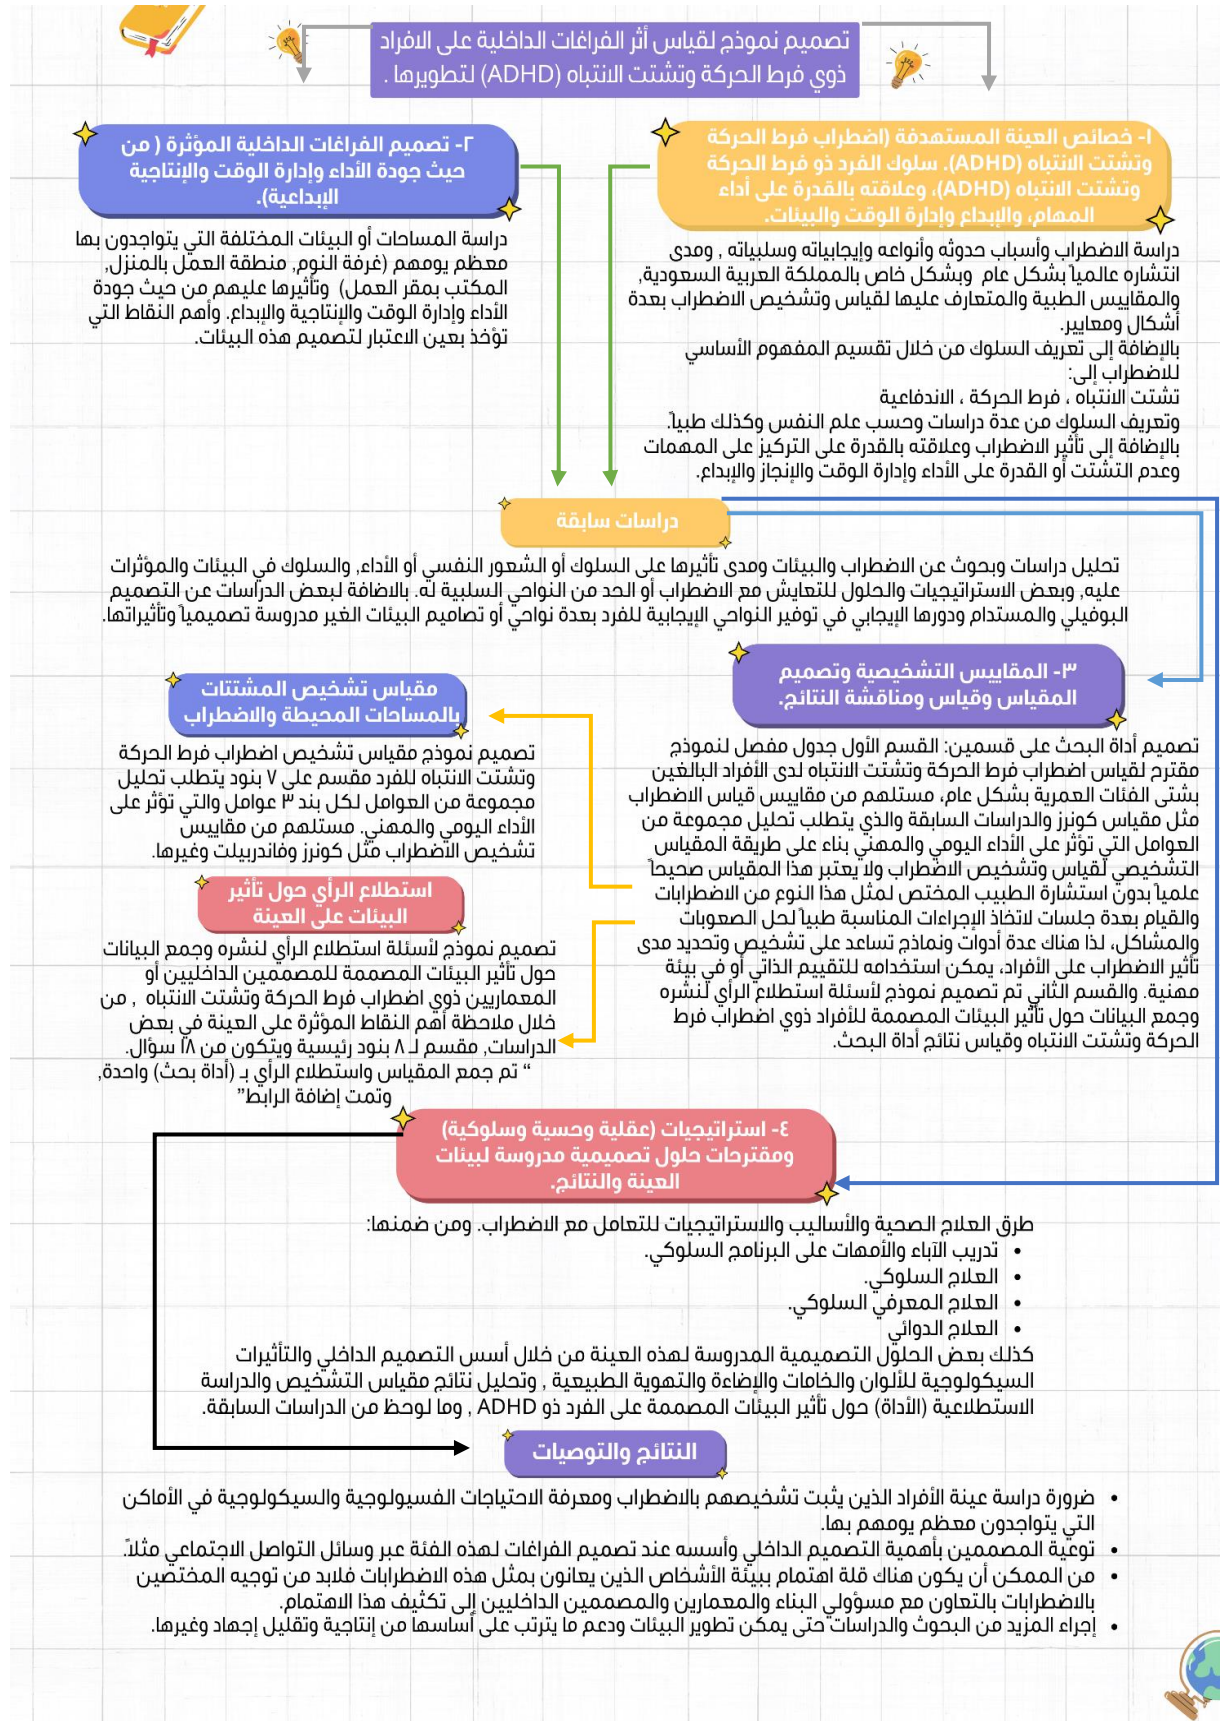 تصميم نموذج لقياس أثر الفراغات الداخلية على الافراد
ذوي فرط الحركة وتشتت الانتباه (ADHD) لتطويرها .
١- خصائص العينة المستهدفة (اضطراب فرط الحركة
وتشتت الانتباه (ADHD). سلوك الفرد ذو فرط الحركة
وتشتت الانتباه (ADHD)، وعلاقته بالقدرة على أداء
المهام، والإبداع وإدارة الوقت والبيئات.
دراسة الاضطراب وأسباب حدوثه وأنواعه وإيجابياته وسلبياته , ومدى
انتشاره عالمياً بشكل عام وبشكل خاص بالمملكة العربية السعودية,
والمقاييس الطبية والمتعارف عليها لقياس وتشخيص الاضطراب بعدة
أشكال ومعايير.
بالإضافة إلى تعريف السلوك من خلال تقسيم المفهوم الأساسي
للاضطراب إلى:
تشتت الانتباه ، فرط الحركة ، الاندفاعية
وتعريف السلوك من عدة دراسات وحسب علم النفس وكذلك طبياً.
بالإضافة إلى تأثير الاضطراب وعلاقته بالقدرة على التركيز على المهمات
وعدم التشتت أو القدرة على الأداء وإدارة الوقت والإنجاز والإبداع.
٢- تصميم الفراغات الداخلية المؤثرة ( من
حيث جودة الأداء وإدارة الوقت والإنتاجية
الإبداعية).
دراسة المساحات أو البيئات المختلفة التي يتواجدون بها
معظم يومهم (غرفة النوم, منطقة العمل بالمنزل,
المكتب بمقر العمل) وتأثيرها عليهم من حيث جودة
الأداء وإدارة الوقت والإنتاجية والإبداع. وأهم النقاط التي
تؤخذ بعين الاعتبار لتصميم هذه البيئات.
دراسات سابقة
تحليل دراسات وبحوث عن الاضطراب والبيئات ومدى تأثيرها على السلوك أو الشعور النفسي أو الأداء, والسلوك في البيئات والمؤثرات
عليه, وبعض الاستراتيجيات والحلول للتعايش مع الاضطراب أو الحد من النواحي السلبية له. بالاضافة لبعض الدراسات عن التصميم
البوفيلي والمستدام ودورها الإيجابي في توفير النواحي الإيجابية للفرد بعدة نواحي أو تصاميم البيئات الغير مدروسة تصميمياً وتأثيراتها.
٣- المقاييس التشخيصية وتصميم
المقياس وقياس ومناقشة النتائج.
تصميم أداة البحث على قسمين: القسم الأول جدول مفصل لنموذج
مقترح لقياس اضطراب فرط الحركة وتشتت الانتباه لدى الأفراد البالغين
بشتى الفئات العمرية بشكل عام، مستلهم من مقاييس قياس الاضطراب
مثل مقياس كونرز والدراسات السابقة والذي يتطلب تحليل مجموعة من
العوامل التي تؤثر على الأداء اليومي والمهني بناء على طريقة المقياس
التشخيصي لقياس وتشخيص الاضطراب ولا يعتبر هذا المقياس صحيحاً
علمياً بدون استشارة الطبيب المختص لمثل هذا النوع من الاضطرابات
والقيام بعدة جلسات لاتخاذ الإجراءات المناسبة طبياً لحل الصعوبات
والمشاكل، لذا هناك عدة أدوات ونماذج تساعد على تشخيص وتحديد مدى
تأثير الاضطراب على الأفراد، يمكن استخدامه للتقييم الذاتي أو في بيئة
مهنية. والقسم الثاني تم تصميم نموذج لأسئلة استطلاع الرأي لنشره
وجمع البيانات حول تأثير البيئات المصممة للأفراد ذوي اضطراب فرط
الحركة وتشتت الانتباه وقياس نتائج أداة البحث.
مقياس تشخيص المشتتات
بالمساحات المحيطة والاضطراب
تصميم نموذج مقياس تشخيص اضطراب فرط الحركة
وتشتت الانتباه للفرد مقسم على ٧ بنود يتطلب تحليل
مجموعة من العوامل لكل بند ٣ عوامل والتي تؤثر على
الأداء اليومي والمهني. مستلهم من مقاييس
تشخيص الاضطراب مثل كونرز وفاندربيلت وغيرها.
استطلاع الرأي حول تأثير
البيئات على العينة
تصميم نموذج لأسئلة استطلاع الرأي لنشره وجمع البيانات
حول تأثير البيئات المصممة للمصممين الداخليين أو
المعماريين ذوي اضطراب فرط الحركة وتشتت الانتباه , من
خلال ملاحظة أهم النقاط المؤثرة على العينة في بعض
الدراسات, مقسم لـ ٨ بنود رئيسية ويتكون من ١٨ سؤال.
“ تم جمع المقياس واستطلاع الرأي بـ (أداة بحث) واحدة,
وتمت إضافة الرابط”
٤- استراتيجيات (عقلية وحسية وسلوكية)
ومقترحات حلول تصميمية مدروسة لبيئات
العينة والنتائج.
طرق العلاج الصحية والأساليب والاستراتيجيات للتعامل مع الاضطراب. ومن ضمنها:
• تدريب الآباء والأمهات على البرنامج السلوكي.
• العلاج السلوكي.
• العلاج المعرفي السلوكي.
• العلاج الدوائي
كذلك بعض الحلول التصميمية المدروسة لهذه العينة من خلال أسس التصميم الداخلي والتأثيرات
السيكولوجية للألوان والخامات والإضاءة والتهوية الطبيعية , وتحليل نتائج مقياس التشخيص والدراسة
الاستطلاعية (الأداة) حول تأثير البيئات المصممة على الفرد ذو ADHD , وما لوحظ من الدراسات السابقة.
النتائج والتوصيات
• ضرورة دراسة عينة الأفراد الذين يثبت تشخيصهم بالاضطراب ومعرفة الاحتياجات الفسيولوجية والسيكولوجية في الأماكن
التي يتواجدون معظم يومهم بها.
• توعية المصممين بأهمية التصميم الداخلي وأسسه عند تصميم الفراغات لهذه الفئة عبر وسائل التواصل الاجتماعي مثلاً.
• من الممكن أن يكون هناك قلة اهتمام ببيئة الأشخاص الذين يعانون بمثل هذه الاضطرابات فلابد من توجيه المختصين
بالاضطرابات بالتعاون مع مسؤولي البناء والمعمارين والمصممين الداخليين إلى تكثيف هذا الاهتمام.
• إجراء المزيد من البحوث والدراسات حتى يمكن تطوير البيئات ودعم ما يترتب على أساسها من إنتاجية وتقليل إجهاد وغيرها.